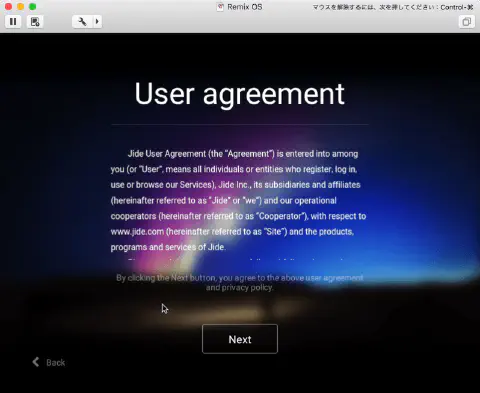 Remix OS
マウスを解除するには、次を押してください：Control-⌘
User agreement
Jide User Agreement (the "Agreement") is entered into among
you (or "User", means all individuals or entities who register, log in,
use or browse our Services), Jide Inc., its subsidiaries and affiliates
(hereinafter referred to as "Jide" or "we") and our operational
cooperators (hereinafter referred to as "Cooperator"), with respect to
www.jide.com (hereinafter referred to as "Site") and the products,
programs and services of Jide.
By clicking the Next button, you agree to the above user agreement
and privacy policy.
Next
Back